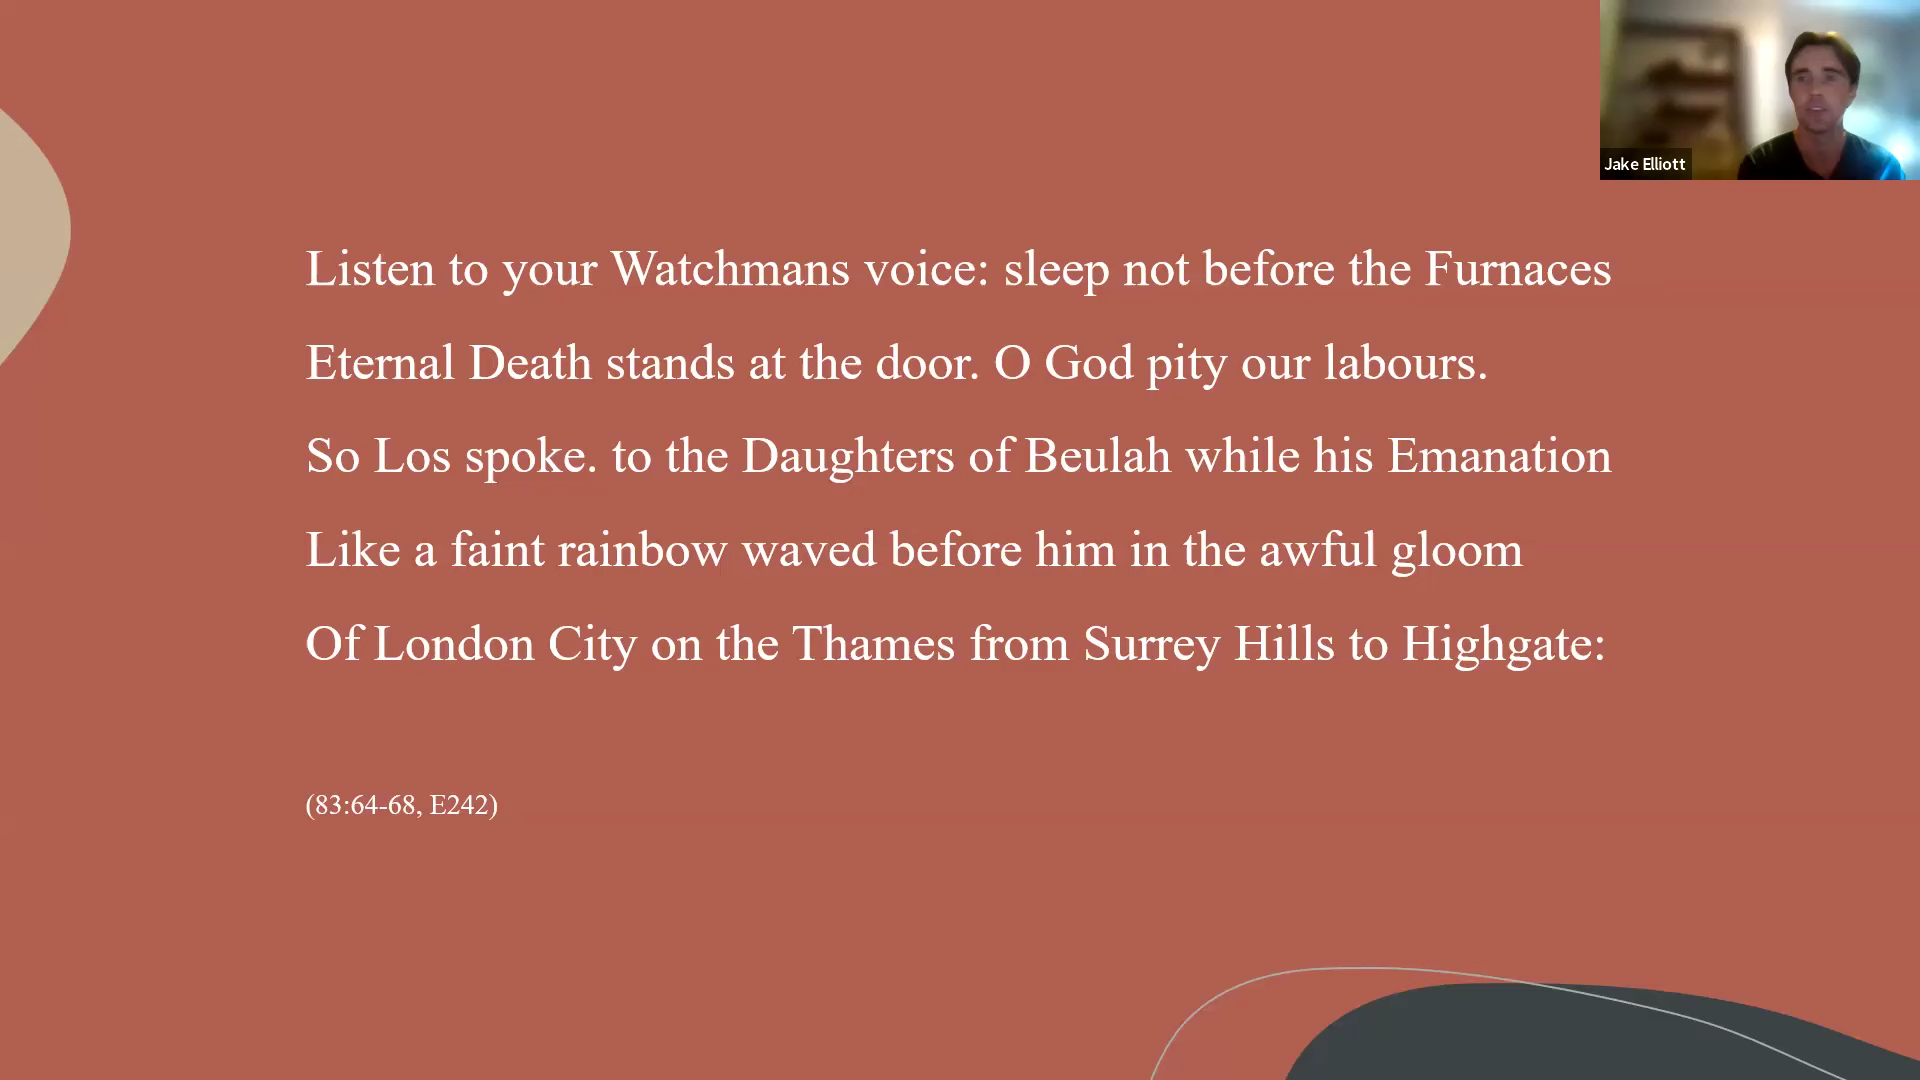 Jake Elliott
Listen to your Watchmans voice: sleep not before the Furnaces
Eternal Death stands at the door. O God pity our labours.
So Los spoke. to the Daughters of Beulah while his Emanation
Like a faint rainbow waved before him in the awful gloom
Of London City on the Thames from Surrey Hills to Highgate:
(83:64-68, E242)